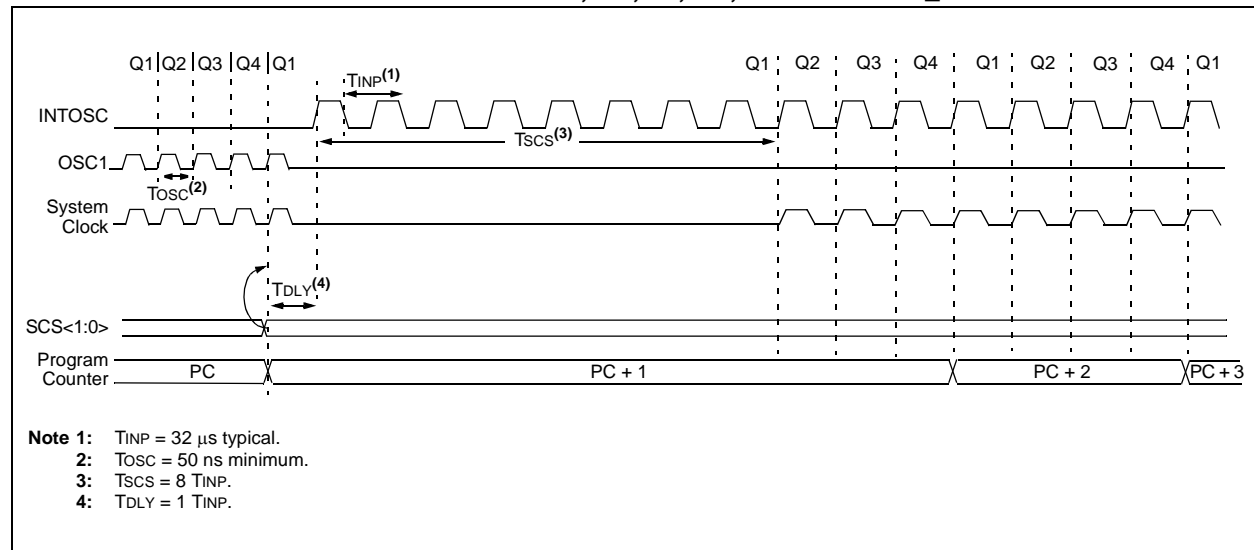 Q1 Q2 Q3 Q4 Q1 Q1 Q2 Q3 Q4 Q1 Q2 Q3 Q4 Q1
TINP(1)
INTOSC
TSCS(3)
OSC1
TOSC(2)
System
Clock
TDLY(4)
SCS<1:0>
Program
Counter
PC PC + 1 PC + 2 PC + 3
Note 1: TINP = 32 μs typical.
2: TOSC = 50 ns minimum.
3: TSCS = 8 TINP.
4: TDLY = 1 TINP.